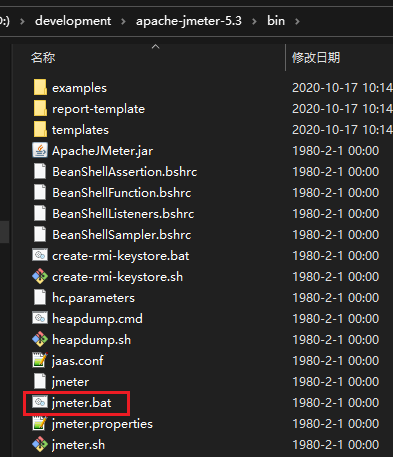 :) > development > apache-jmeter-5.3 > bin >
名称 修改日期
examples 2020-10-17 10:14
report-template 2020-10-17 10:14
templates 2020-10-17 10:14
ApacheJMeter.jar 1980-2-1 00:00
BeanShellAssertion.bshrc 1980-2-1 00:00
BeanShellFunction.bshrc 1980-2-1 00:00
BeanShellListeners.bshrc 1980-2-1 00:00
BeanShellSampler.bshrc 1980-2-1 00:00
create-rmi-keystore.bat 1980-2-1 00:00
create-rmi-keystore.sh 1980-2-1 00:00
hc.parameters 1980-2-1 00:00
heapdump.cmd 1980-2-1 00:00
heapdump.sh 1980-2-1 00:00
jaas.conf 1980-2-1 00:00
jmeter 1980-2-1 00:00
jmeter.bat 1980-2-1 00:00
jmeter.properties 1980-2-1 00:00
jmeter.sh 1980-2-1 00:00